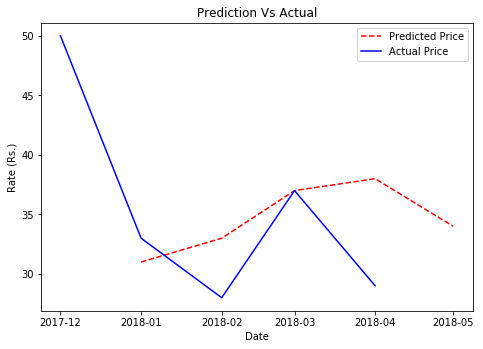 Prediction Vs Actual
Predicted Price
Actual Price
50
45
40
35
30
Rate (Rs.)
2017-12
2018-01
2018-02
2018-03
2018-04
2018-05
Date